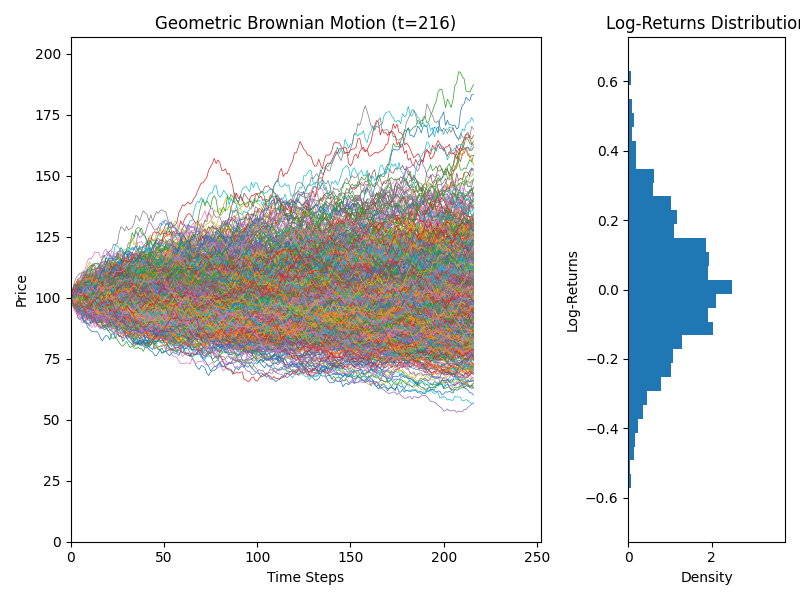 Geometric Brownian Motion (t=216)
Price
200
175
150
125
100
75
50
25
0
0 50 100 150 200 250
Time Steps
Log-Returns Distribution
Log-Returns
0.6
0.4
0.2
0.0
−0.2
−0.4
−0.6
0 2
Density